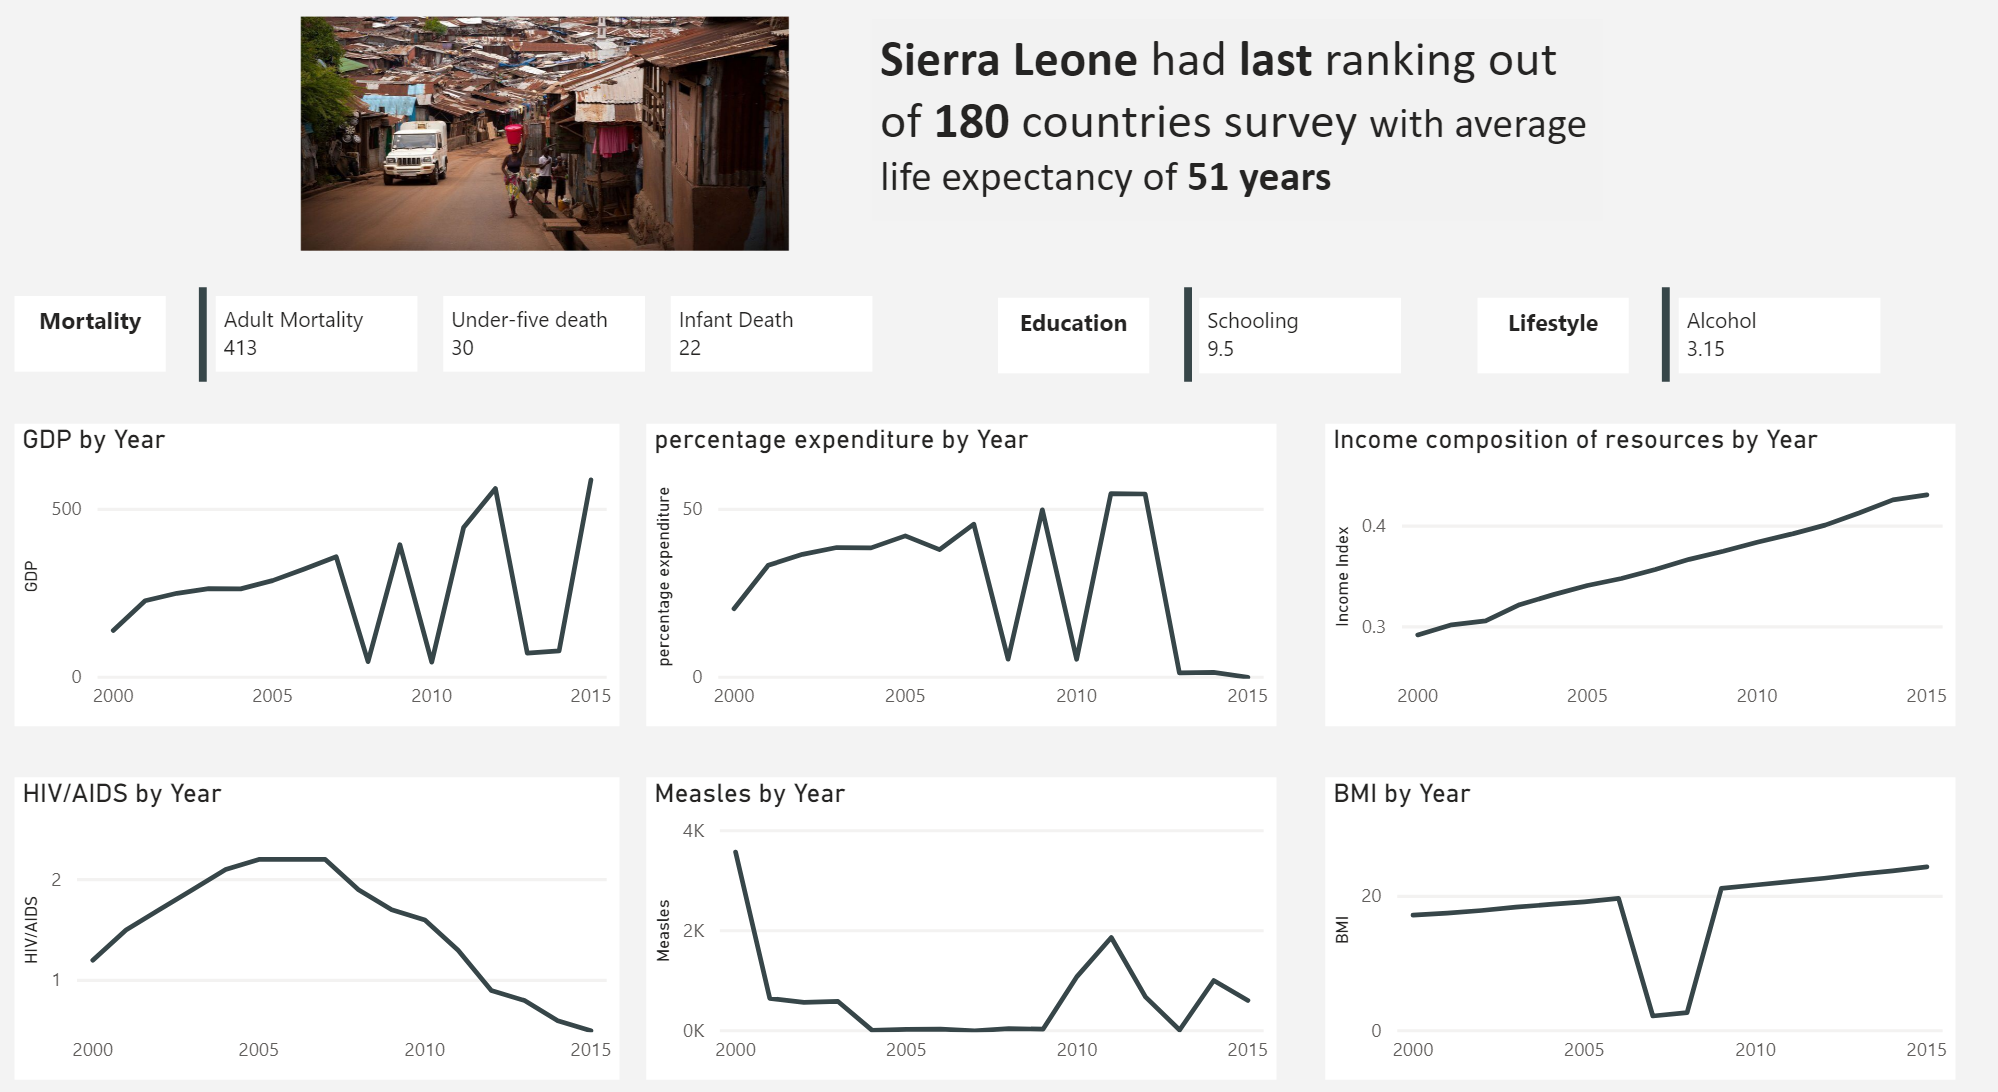 Sierra Leone had last ranking out
of 180 countries survey with average
life expectancy of 51 years
Mortality
Adult Mortality
413
Under-five death
30
Infant Death
22
Education
Schooling
9.5
Lifestyle
Alcohol
3.15
GDP by Year
GDP
500
0
2000 2005 2010 2015
percentage expenditure by Year
percentage expenditure
50
0
2000 2005 2010 2015
Income composition of resources by Year
Income Index
0.4
0.3
2000 2005 2010 2015
HIV/AIDS by Year
HIV/AIDS
2
1
2000 2005 2010 2015
Measles by Year
Measles
4K
2K
0K
2000 2005 2010 2015
BMI by Year
BMI
20
0
2000 2005 2010 2015